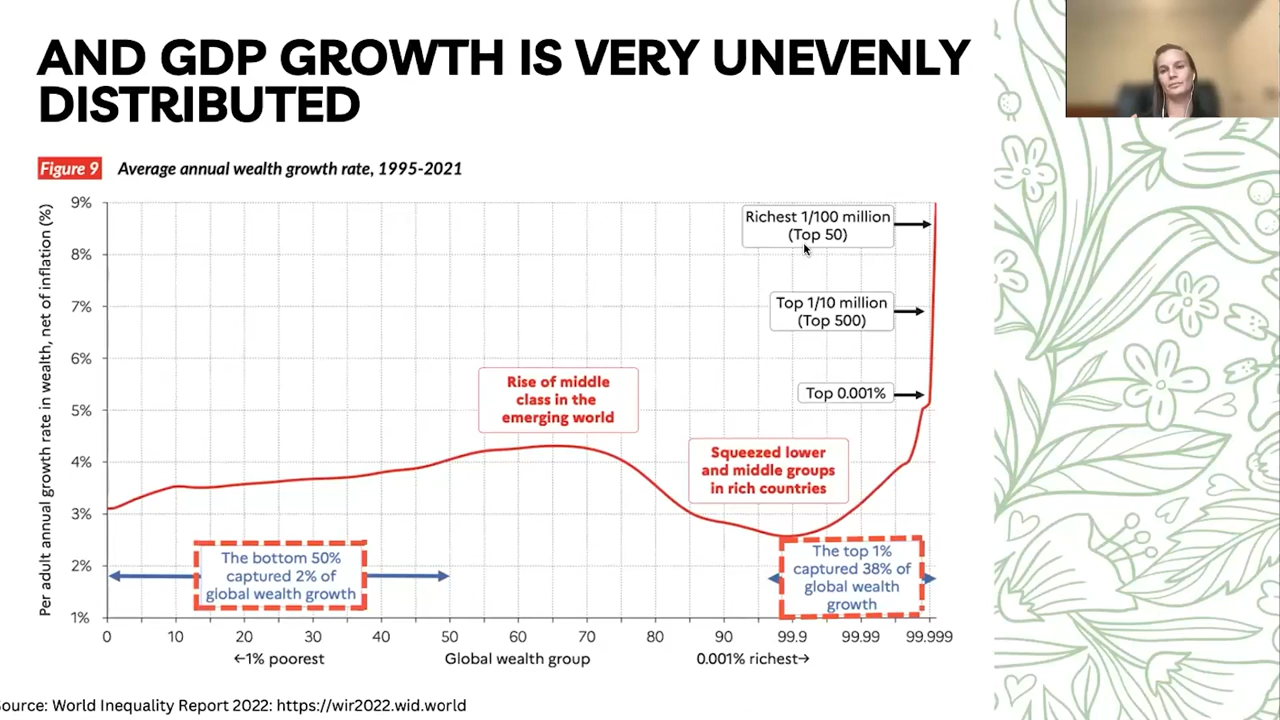 AND GDP GROWTH IS VERY UNEVENLY
DISTRIBUTED
Figure 9 Average annual wealth growth rate, 1995-2021
Per adult annual growth rate in wealth, net of inflation (%)
9%
8%
7%
6%
5%
4%
3%
2%
1%
Richest 1/100 million
(Top 50)
Top 1/10 million
(Top 500)
Top 0.001%
Rise of middle
class in the
emerging world
Squeezed lower
and middle groups
in rich countries
The bottom 50%
captured 2% of
global wealth growth
The top 1%
captured 38% of
global wealth
growth
0 10 20 30 40 50 60 70 80 90 99.9 99.99 99.999
←1% poorest Global wealth group 0.001% richest→
ource: World Inequality Report 2022: https://wir2022.wid.world